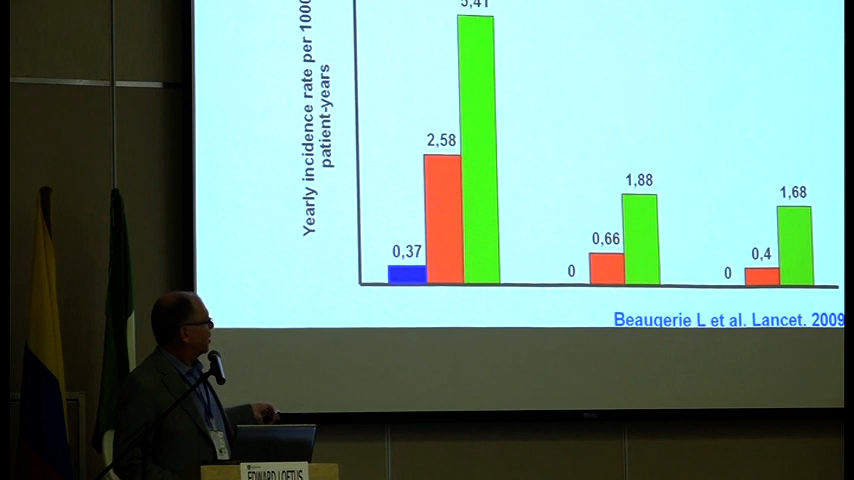 Yearly incidence rate per 1000
patient-years
5,41
2,58
0,37
1,88
0,66
0
1,68
0,4
0
Beaugerie L et al. Lancet. 2009
EDWARD LOFTUS